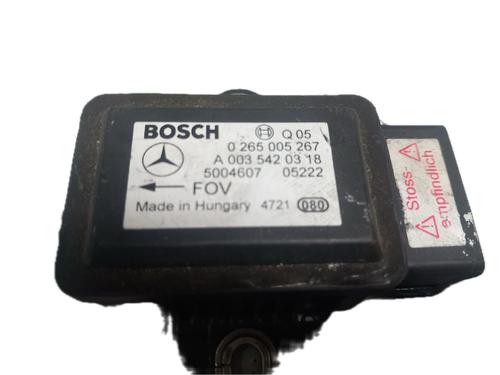 BOSCH Q 05
0 265 005 267
A 003 542 03 18
5004607 05222
FOV
Made in Hungary 4721 080
Stoss-
empfindlich